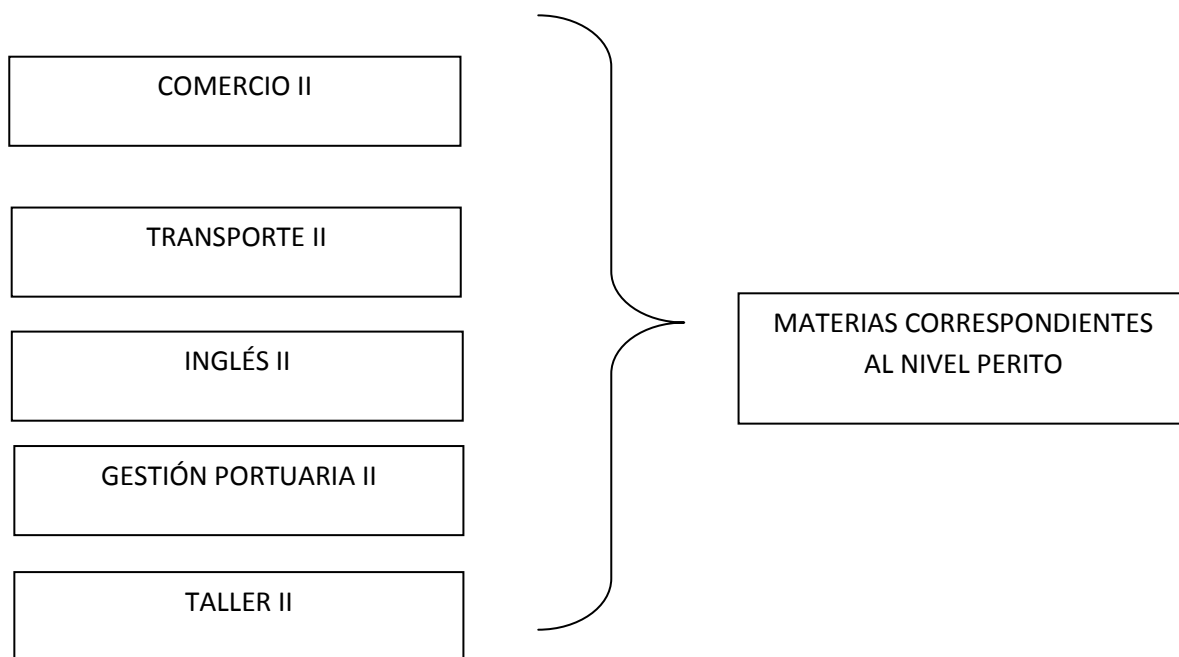 COMERCIO II
TRANSPORTE II
INGLÉS II
GESTIÓN PORTUARIA II
TALLER II
MATERIAS CORRESPONDIENTES
AL NIVEL PERITO